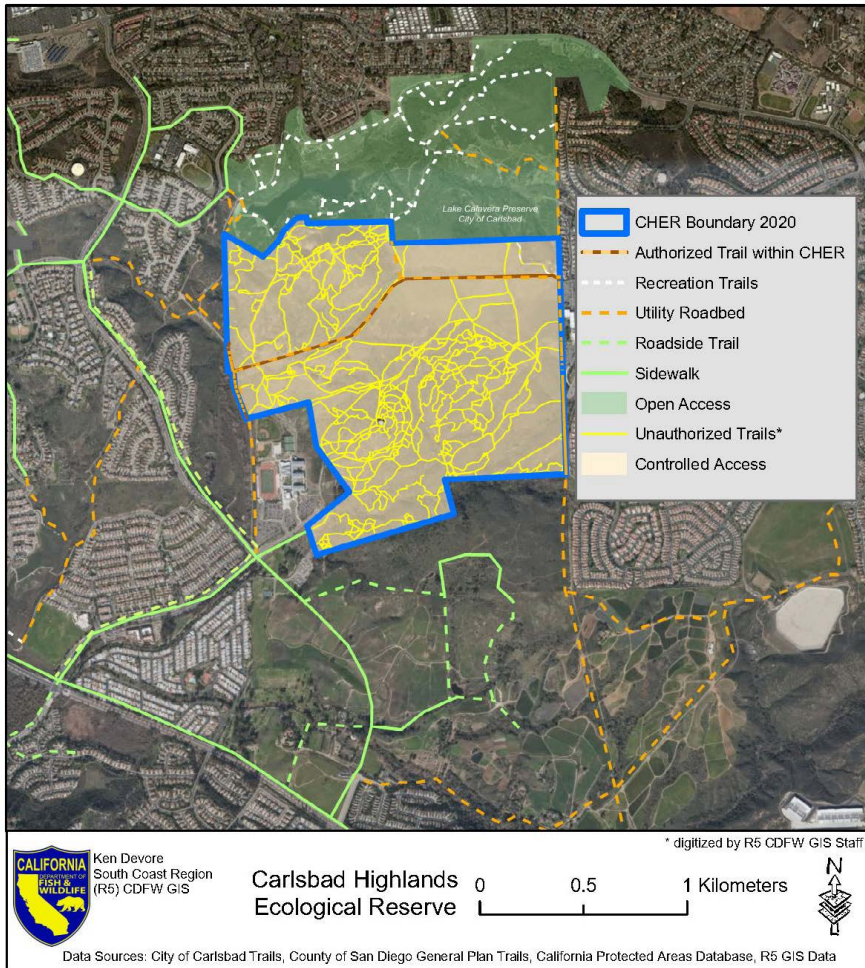 Lake Calavera Preserve
City of Carlsbad
CHER Boundary 2020
Authorized Trail within CHER
Recreation Trails
Utility Roadbed
Roadside Trail
Sidewalk
Open Access
Unauthorized Trails*
Controlled Access
* digitized by R5 CDFW GIS Staff
CALIFORNIA
DEPARTMENT OF
FISH &
WILDLIFE
Ken Devore
South Coast Region
(R5) CDFW GIS
Carlsbad Highlands
Ecological Reserve
0 0.5 1 Kilometers
N
Data Sources: City of Carlsbad Trails, County of San Diego General Plan Trails, California Protected Areas Database, R5 GIS Data